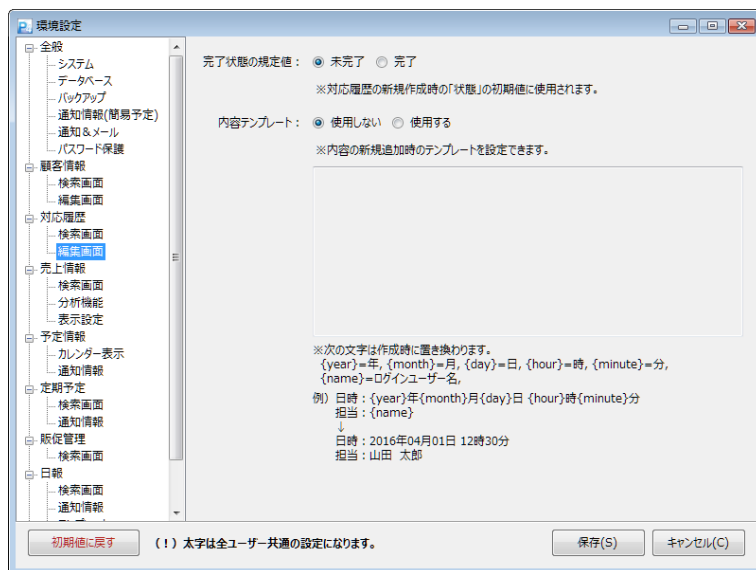 環境設定
全般
システム
データベース
バックアップ
通知情報(簡易予定)
通知&メール
パスワード保護
顧客情報
検索画面
編集画面
対応履歴
検索画面
編集画面
売上情報
検索画面
分析機能
表示設定
予定情報
カレンダー表示
通知情報
定期予定
検索画面
通知情報
販促管理
検索画面
日報
検索画面
通知情報
完了状態の規定値： 未完了 完了
※対応履歴の新規作成時の「状態」の初期値に使用されます。
内容テンプレート： 使用しない 使用する
※内容の新規追加時のテンプレートを設定できます。
※次の文字は作成時に置き換わります。
{year}=年, {month}=月, {day}=日, {hour}=時, {minute}=分,
{name}=ログインユーザー名,
例）日時：{year}年{month}月{day}日 {hour}時{minute}分
担当：{name}
↓
日時：2016年04月01日 12時30分
担当：山田 太郎
初期値に戻す (！) 太字は全ユーザー共通の設定になります。 保存(S) キャンセル(C)